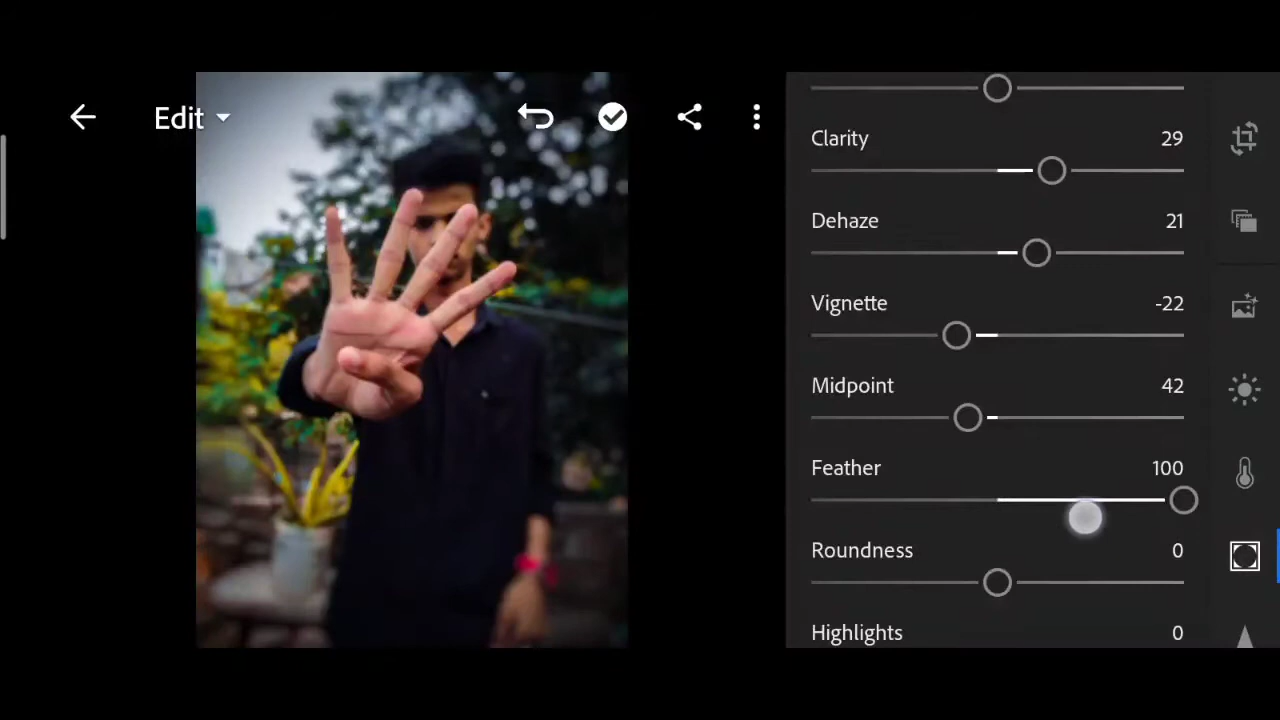 Edit
Clarity 29
Dehaze 21
Vignette -22
Midpoint 42
Feather 100
Roundness 0
Highlights 0